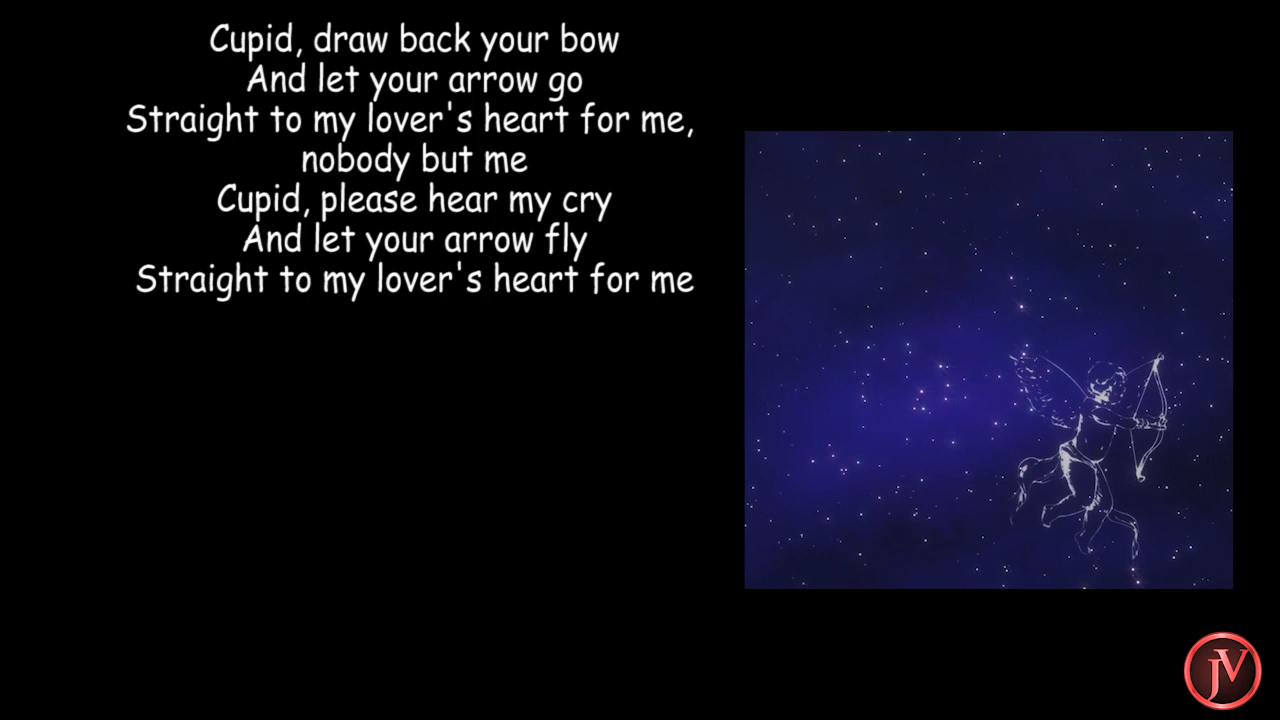 Cupid, draw back your bow
And let your arrow go
Straight to my lover's heart for me,
nobody but me
Cupid, please hear my cry
And let your arrow fly
Straight to my lover's heart for me
JV